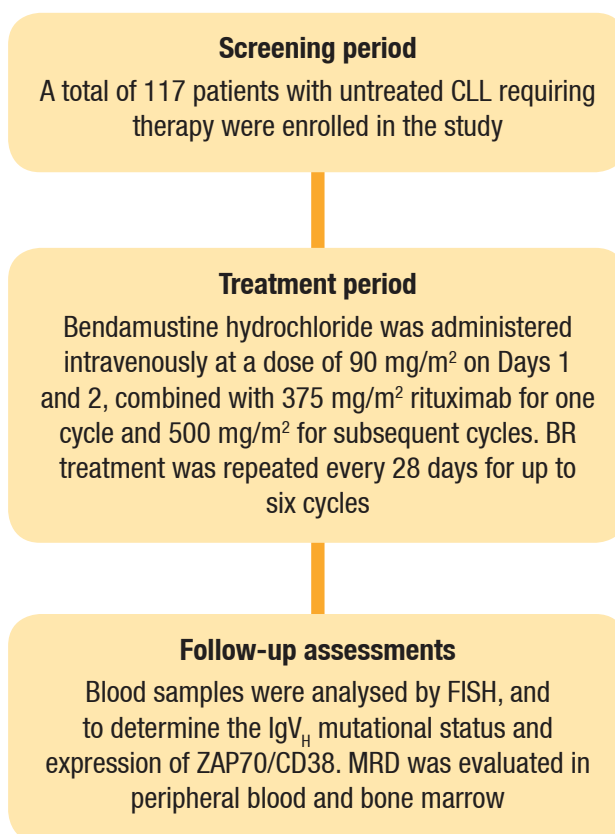 Screening period
A total of 117 patients with untreated CLL requiring
therapy were enrolled in the study
Treatment period
Bendamustine hydrochloride was administered
intravenously at a dose of 90 mg/m² on Days 1
and 2, combined with 375 mg/m² rituximab for one
cycle and 500 mg/m² for subsequent cycles. BR
treatment was repeated every 28 days for up to
six cycles
Follow-up assessments
Blood samples were analysed by FISH, and
to determine the IgV_H mutational status and
expression of ZAP70/CD38. MRD was evaluated in
peripheral blood and bone marrow